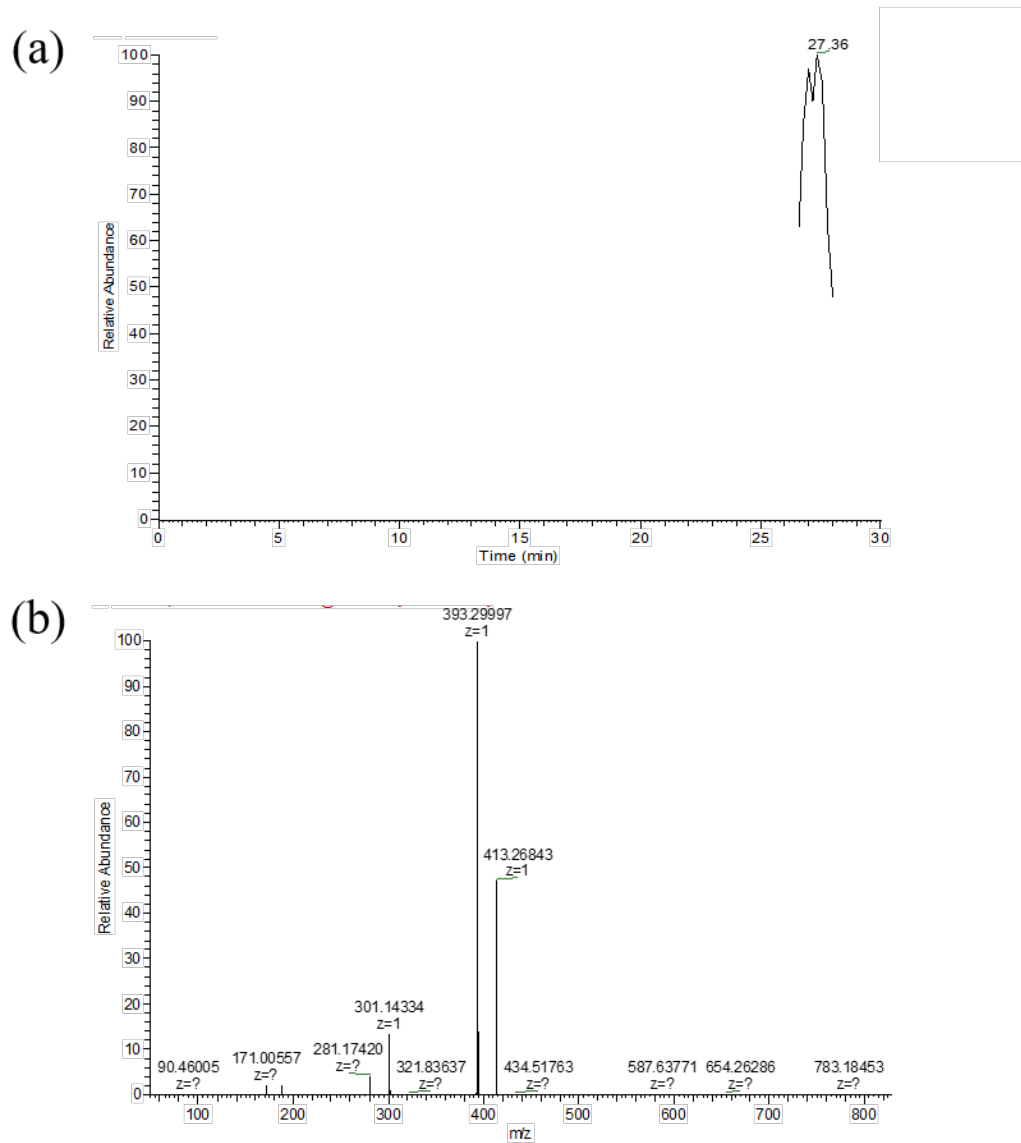 (a)
27.36
100
90
80
70
60
50
40
30
20
10
0
Relative Abundance
0 5 10 15 20 25 30
Time (min)
(b)
393.29997
z=1
100
90
80
70
60
50
40
30
20
10
0
Relative Abundance
413.26843
z=1
301.14334
z=1
281.17420
z=?
171.00557
z=?
90.46005
z=?
321.83637
z=?
434.51763
z=?
587.63771
z=?
654.26286
z=?
783.18453
z=?
100 200 300 400 500 600 700 800
m/z